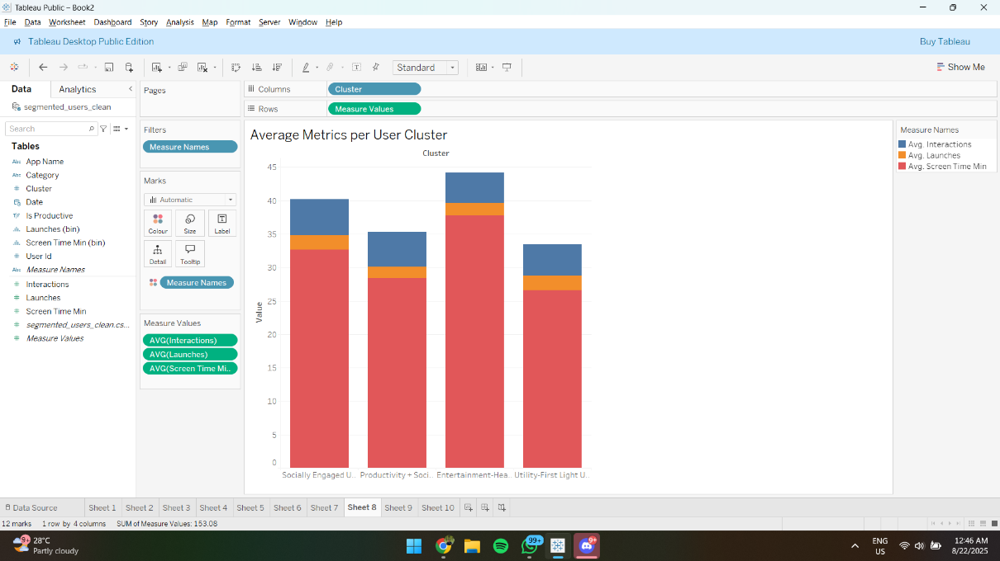 Tableau Public – Book2
File Data Worksheet Dashboard Story Analysis Map Format Server Window Help
Tableau Desktop Public Edition
Buy Tableau
Standard
Show Me
Data
Analytics
segmented_users_clean
Search
Tables
Abc App Name
Abc Category
# Cluster
Date
T|F Is Productive
Launches (bin)
Screen Time Min (bin)
# User Id
Abc Measure Names
# Interactions
# Launches
# Screen Time Min
# segmented_users_clean.cs...
# Measure Values
Pages
Filters
Measure Names
Marks
Automatic
Colour
Size
Label
Detail
Tooltip
Measure Names
Measure Values
AVG(Interactions)
AVG(Launches)
AVG(Screen Time Mi..
Columns
Cluster
Rows
Measure Values
Average Metrics per User Cluster
Cluster
45
40
35
30
25
20
15
10
5
0
Value
Socially Engaged U..
Productivity + Soci..
Entertainment-Hea..
Utility-First Light U..
Measure Names
Avg. Interactions
Avg. Launches
Avg. Screen Time Min
Data Source
Sheet 1
Sheet 2
Sheet 3
Sheet 4
Sheet 5
Sheet 6
Sheet 7
Sheet 8
Sheet 9
Sheet 10
12 marks 1 row by 4 columns SUM of Measure Values: 153.08
9+
28°C
Partly cloudy
99+
9+
ENG
US
12:46 AM
8/22/2025